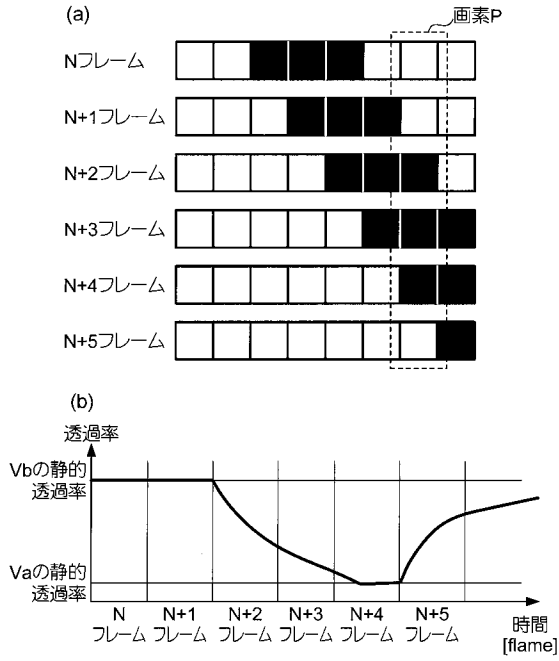 (a)
画素P
Nフレーム
N+1フレーム
N+2フレーム
N+3フレーム
N+4フレーム
N+5フレーム
(b)
透過率
Vbの静的
透過率
Vaの静的
透過率
N
フレーム
N+1
フレーム
N+2
フレーム
N+3
フレーム
N+4
フレーム
N+5
フレーム
時間
[flame]